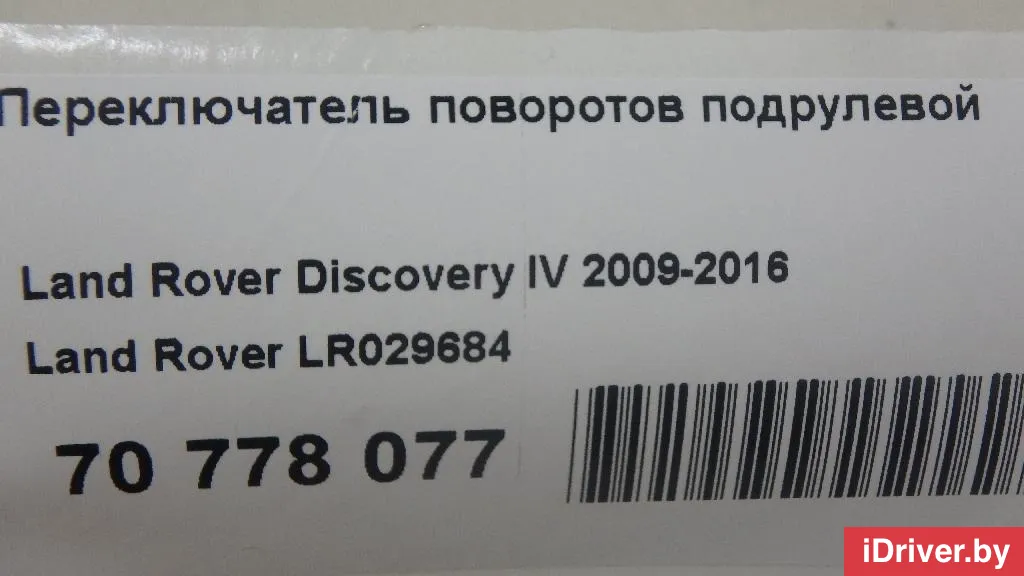 Переключатель поворотов подрулевой
Land Rover Discovery IV 2009-2016
Land Rover LR029684
70 778 077
iDriver.by